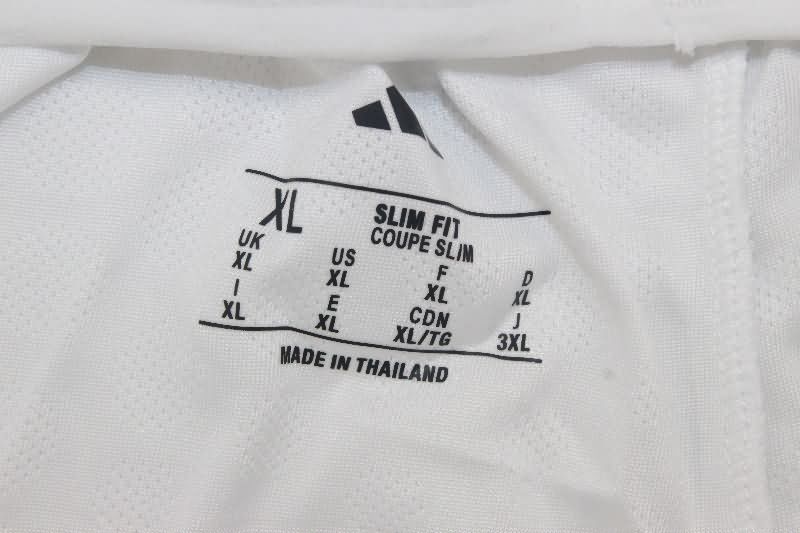 XL SLIM FIT
COUPE SLIM
UK US F D
XL XL XL XL
I E CDN J
XL XL XL/TG 3XL
MADE IN THAILAND